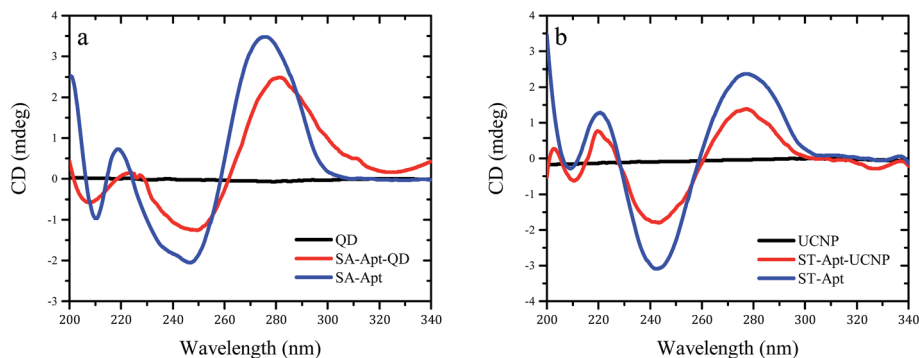 a
4
3
2
1
0
-1
-2
-3
CD (mdeg)
200 220 240 260 280 300 320 340
Wavelength (nm)
QD
SA-Apt-QD
SA-Apt
b
4
3
2
1
0
-1
-2
-3
-4
CD (mdeg)
200 220 240 260 280 300 320 340
Wavelength (nm)
UCNP
ST-Apt-UCNP
ST-Apt